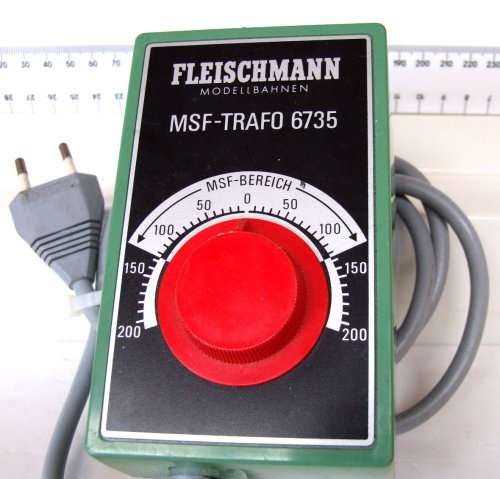 FLEISCHMANN
MODELLBAHNEN
MSF-TRAFO 6735
MSF-BEREICH
50 0 50
100 100
150 150
200 200